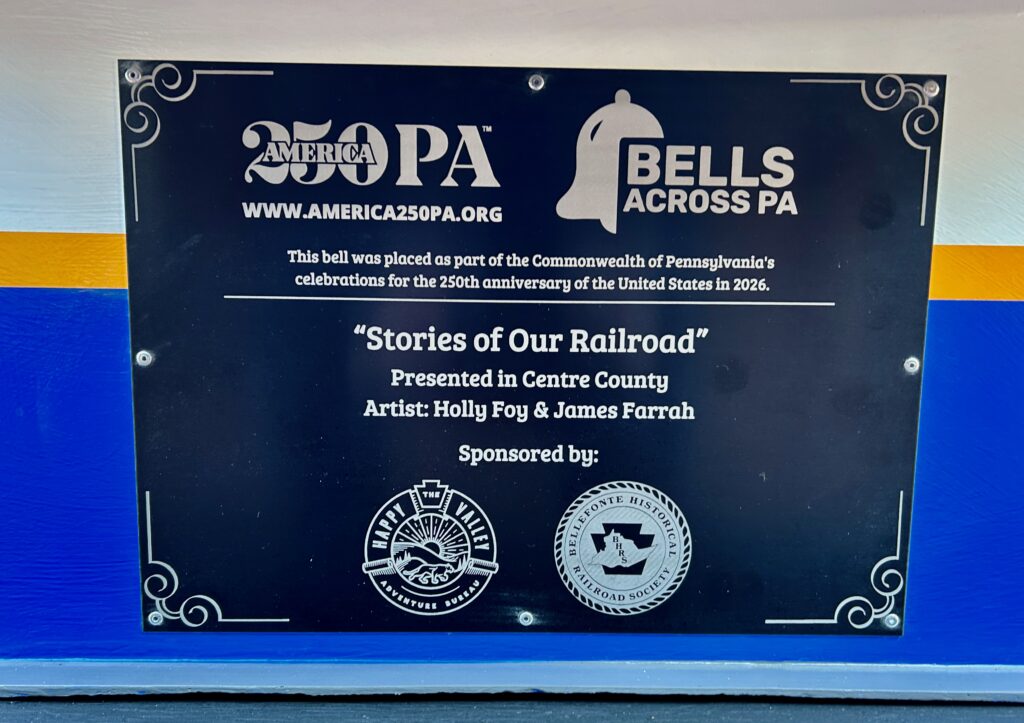 250 PA™
AMERICA
WWW.AMERICA250PA.ORG
BELLS
ACROSS PA
This bell was placed as part of the Commonwealth of Pennsylvania's
celebrations for the 250th anniversary of the United States in 2026.
“Stories of Our Railroad”
Presented in Centre County
Artist: Holly Foy & James Farrah
Sponsored by:
THE
HAPPY VALLEY
ADVENTURE BUREAU
BELLEFONTE HISTORICAL
RAILROAD SOCIETY
BHRS